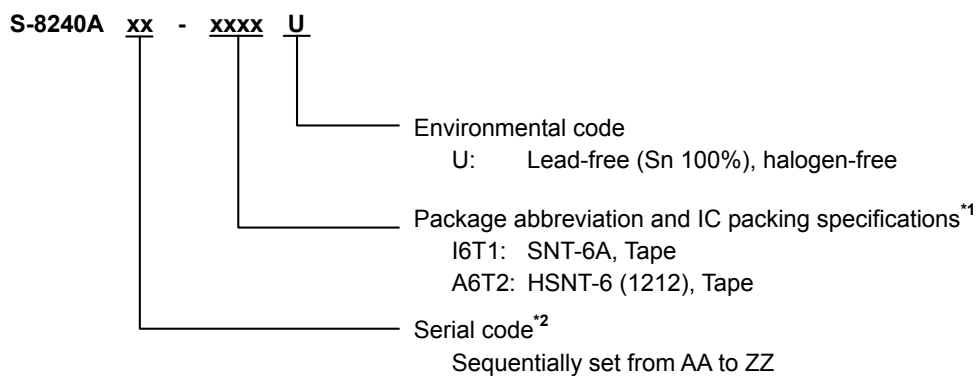 S-8240A xx - xxxx U
Environmental code
U: Lead-free (Sn 100%), halogen-free
Package abbreviation and IC packing specifications*1
I6T1: SNT-6A, Tape
A6T2: HSNT-6 (1212), Tape
Serial code*2
Sequentially set from AA to ZZ